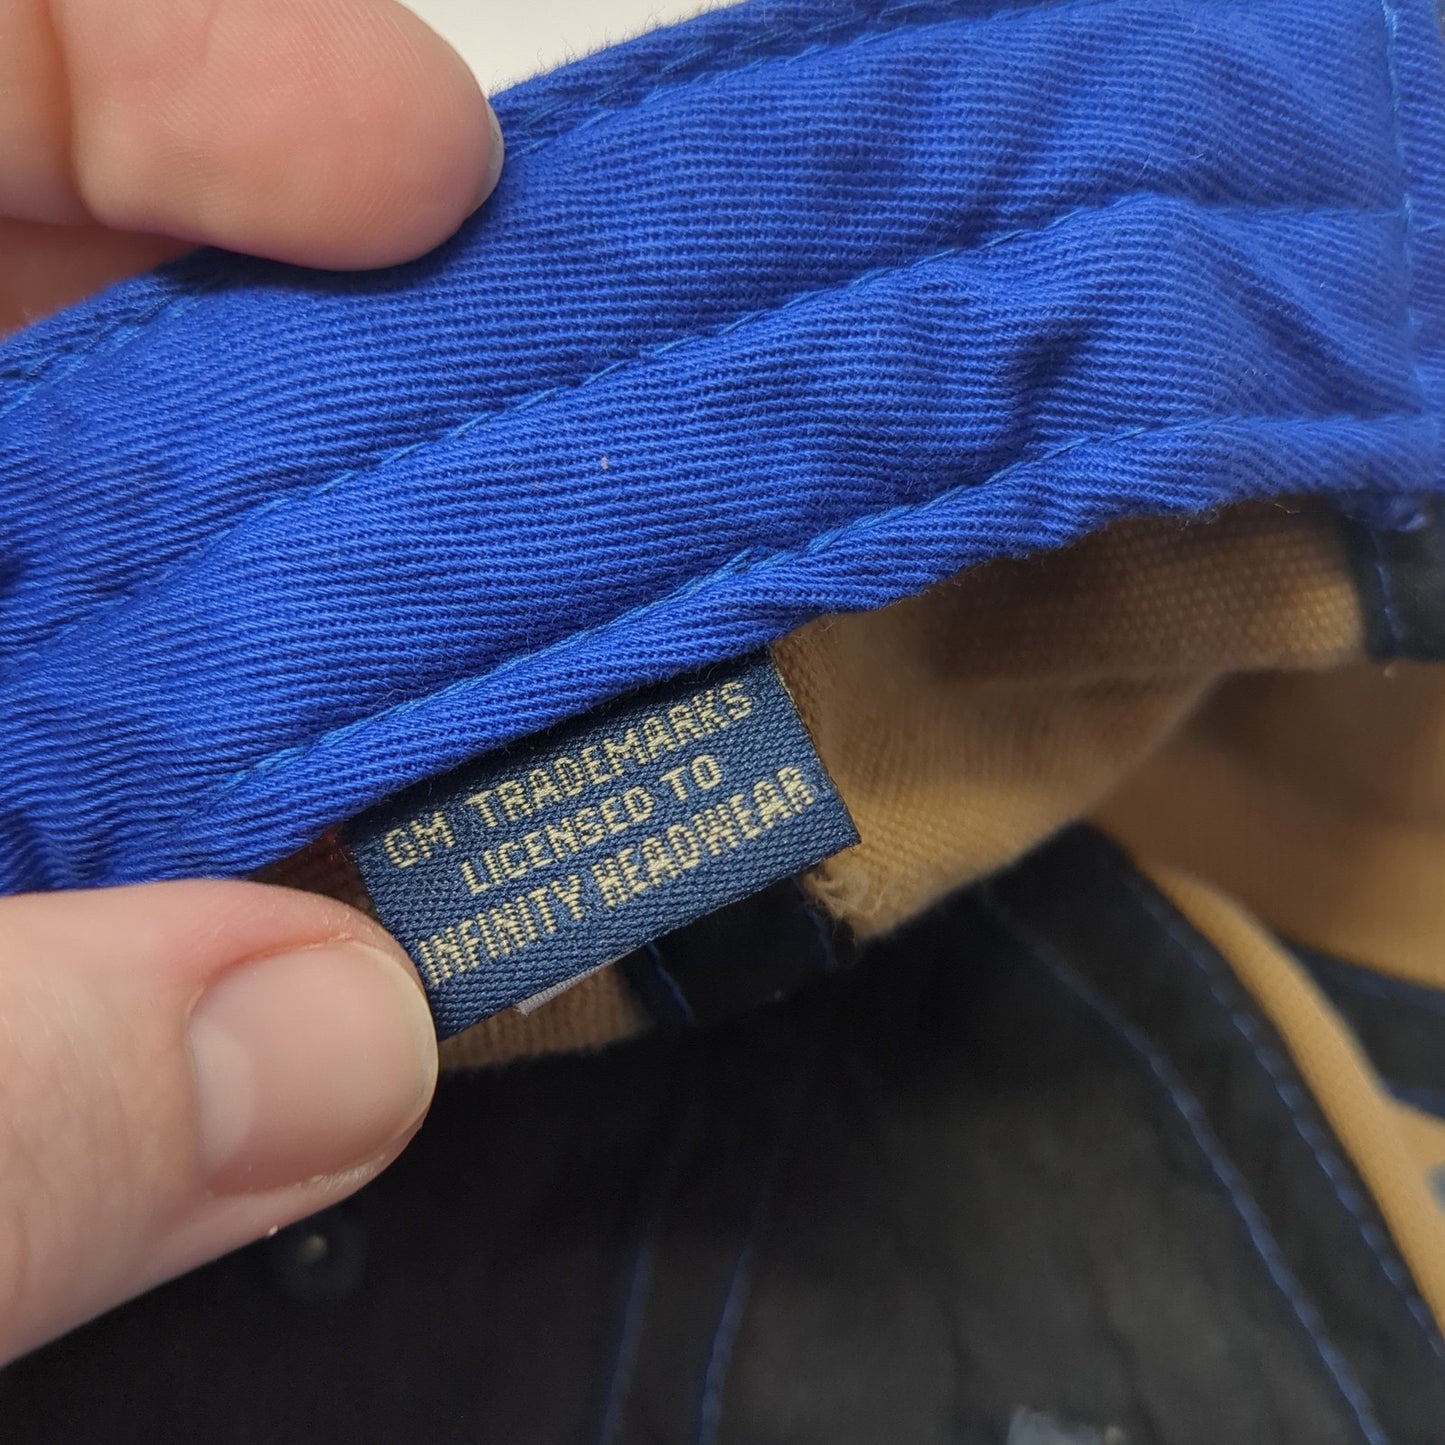 GM TRADEMARKS
LICENSED TO
INFINITY HEADWEAR